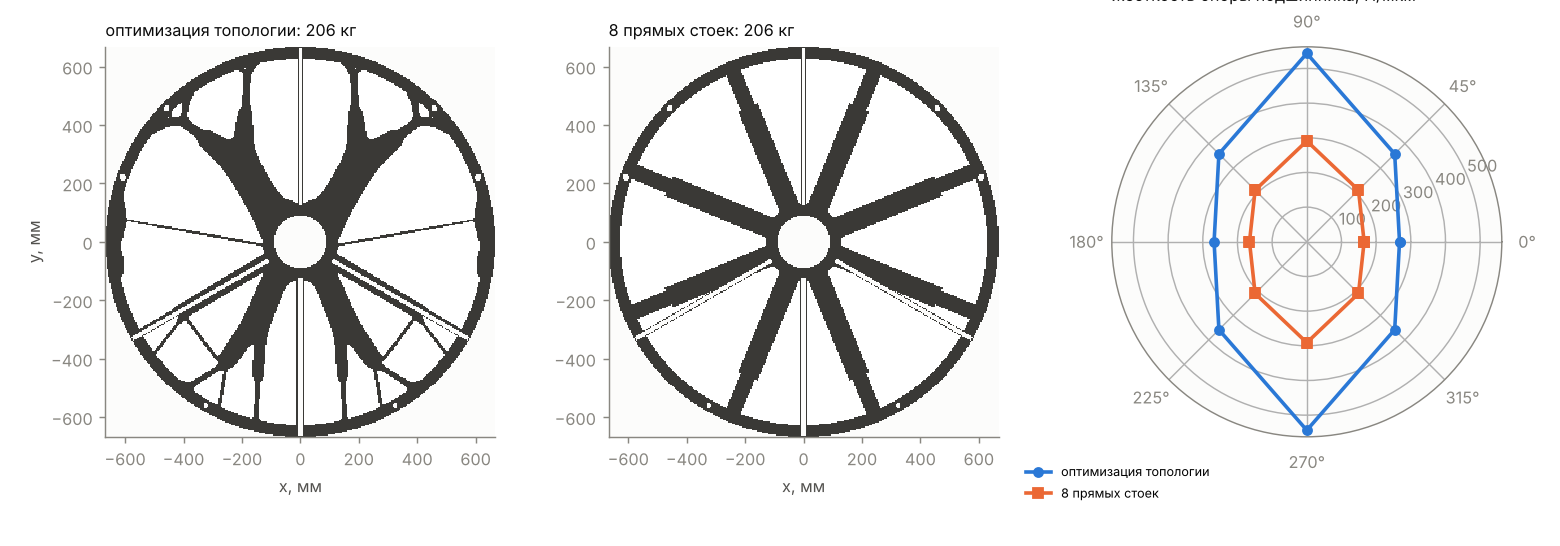 оптимизация топологии: 206 кг
600
400
200
0
−200
−400
−600
y, мм
−600 −400 −200 0 200 400 600
x, мм
8 прямых стоек: 206 кг
600
400
200
0
−200
−400
−600
−600 −400 −200 0 200 400 600
x, мм
90°
135° 45°
500
400
300
200
100
180° 0°
225° 315°
270°
оптимизация топологии
8 прямых стоек